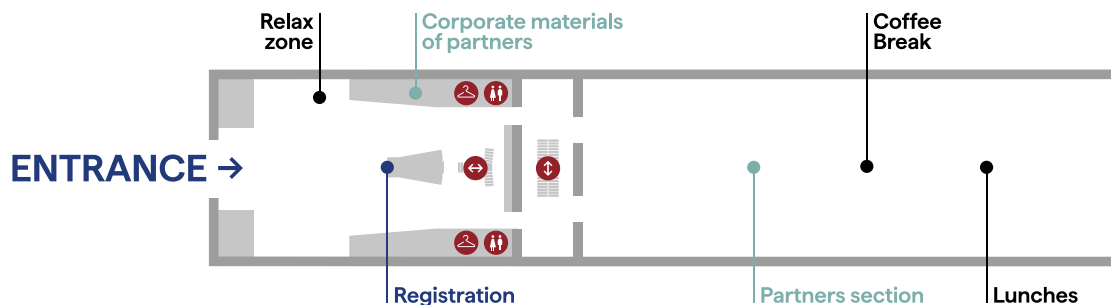 Relax
zone
Corporate materials
of partners
Coffee
Break
ENTRANCE
Registration
Partners section
Lunches